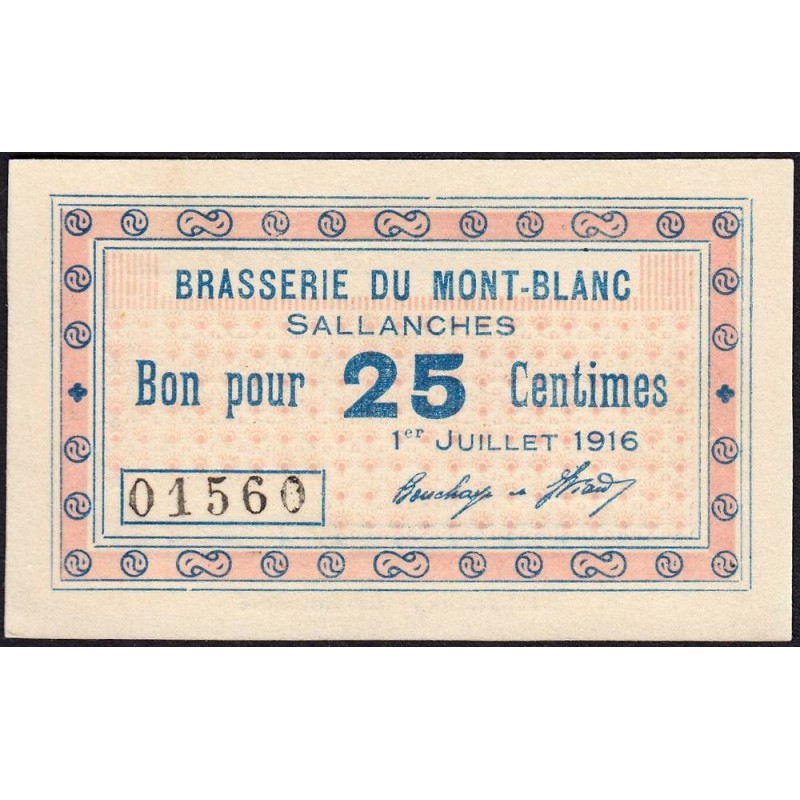 BRASSERIE DU MONT-BLANC
SALLANCHES
Bon pour 25 Centimes
1er JUILLET 1916
01560